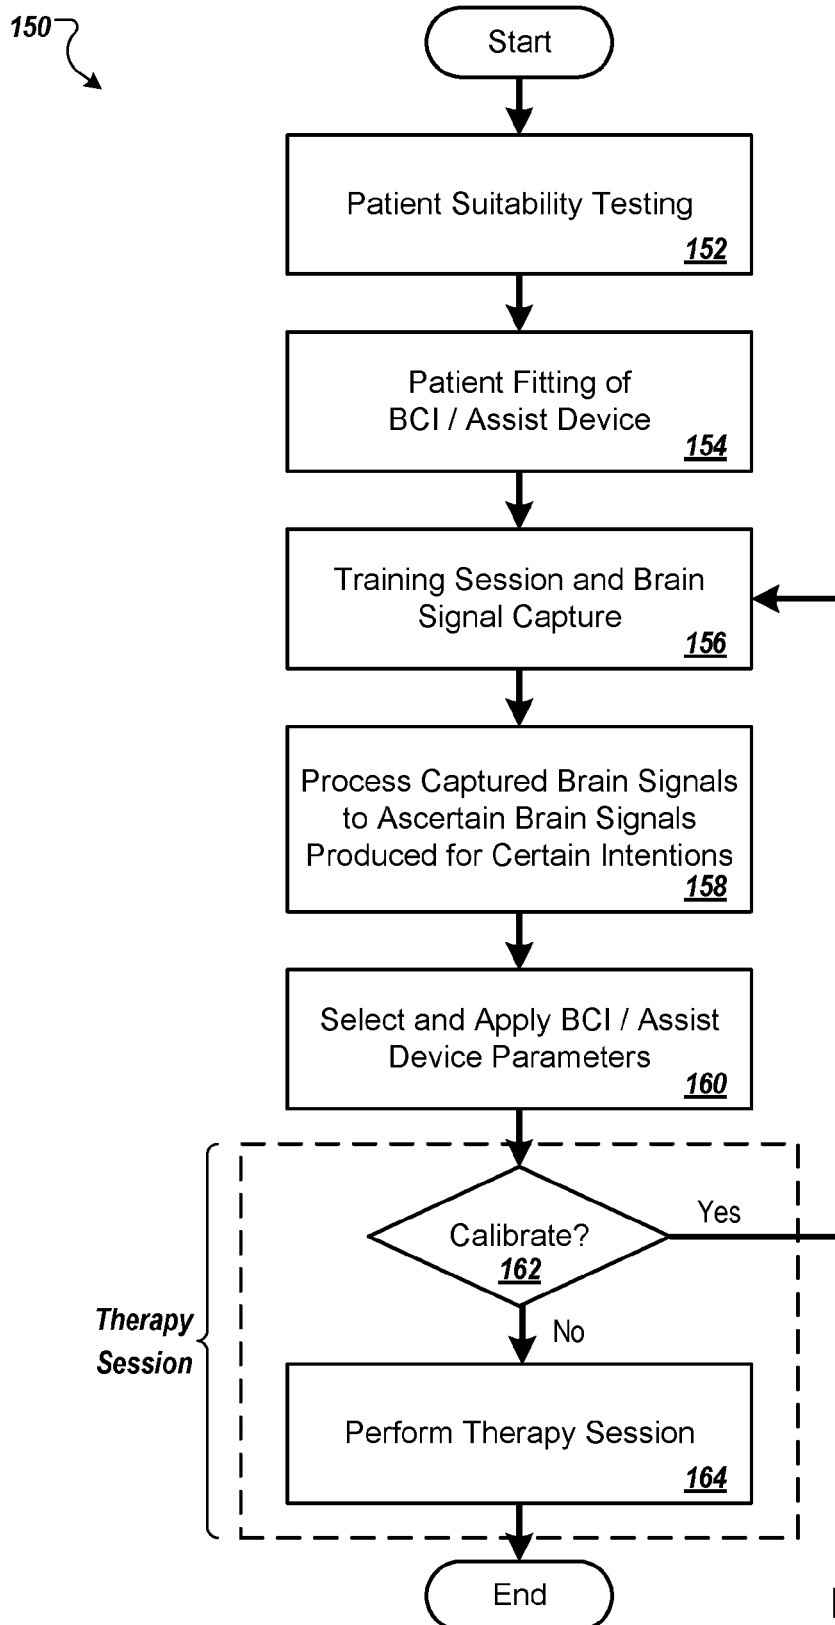 150
Start
Patient Suitability Testing
152
Patient Fitting of
BCI / Assist Device
154
Training Session and Brain
Signal Capture
156
Process Captured Brain Signals
to Ascertain Brain Signals
Produced for Certain Intentions
158
Select and Apply BCI / Assist
Device Parameters
160
Calibrate?
162
Yes
No
Therapy
Session
Perform Therapy Session
164
End